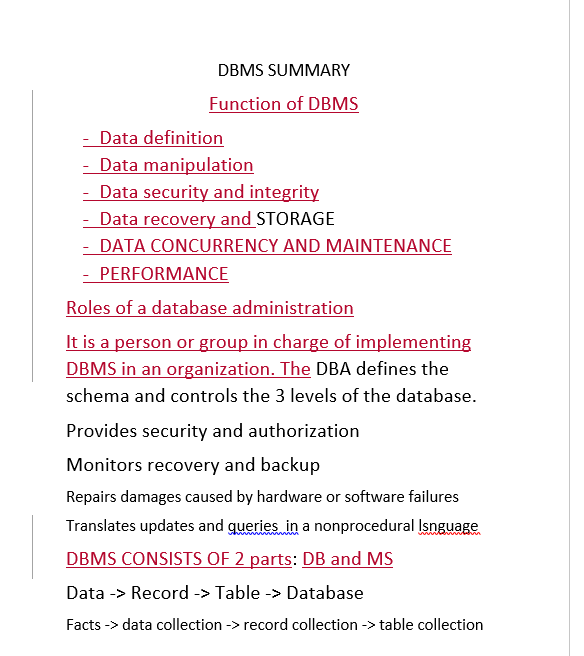 DBMS SUMMARY
Function of DBMS
- Data definition
- Data manipulation
- Data security and integrity
- Data recovery and STORAGE
- DATA CONCURRENCY AND MAINTENANCE
- PERFORMANCE
Roles of a database administration
It is a person or group in charge of implementing
DBMS in an organization. The DBA defines the
schema and controls the 3 levels of the database.
Provides security and authorization
Monitors recovery and backup
Repairs damages caused by hardware or software failures
Translates updates and queries  in a nonprocedural lsnguage
DBMS CONSISTS OF 2 parts: DB and MS
Data -> Record -> Table -> Database
Facts -> data collection -> record collection -> table collection